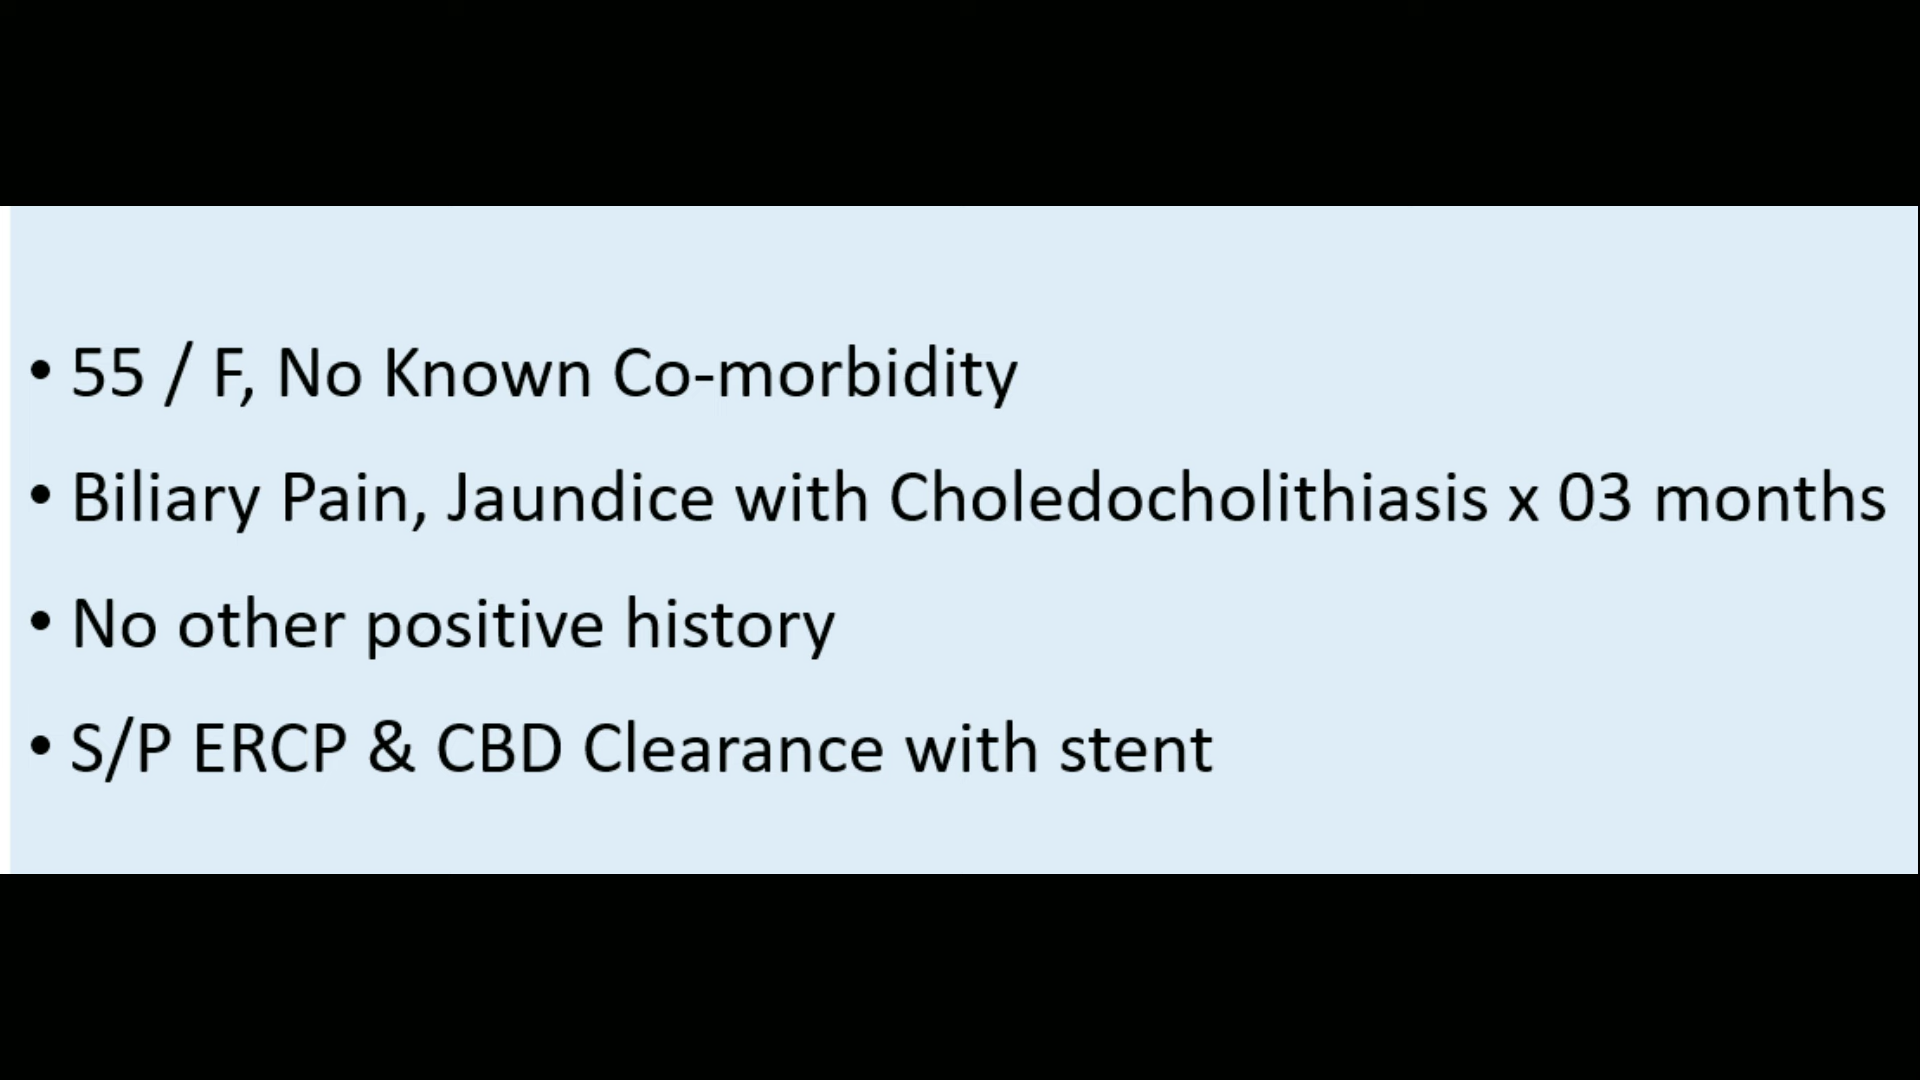 • 55 / F, No Known Co-morbidity
• Biliary Pain, Jaundice with Choledocholithiasis x 03 months
• No other positive history
• S/P ERCP & CBD Clearance with stent